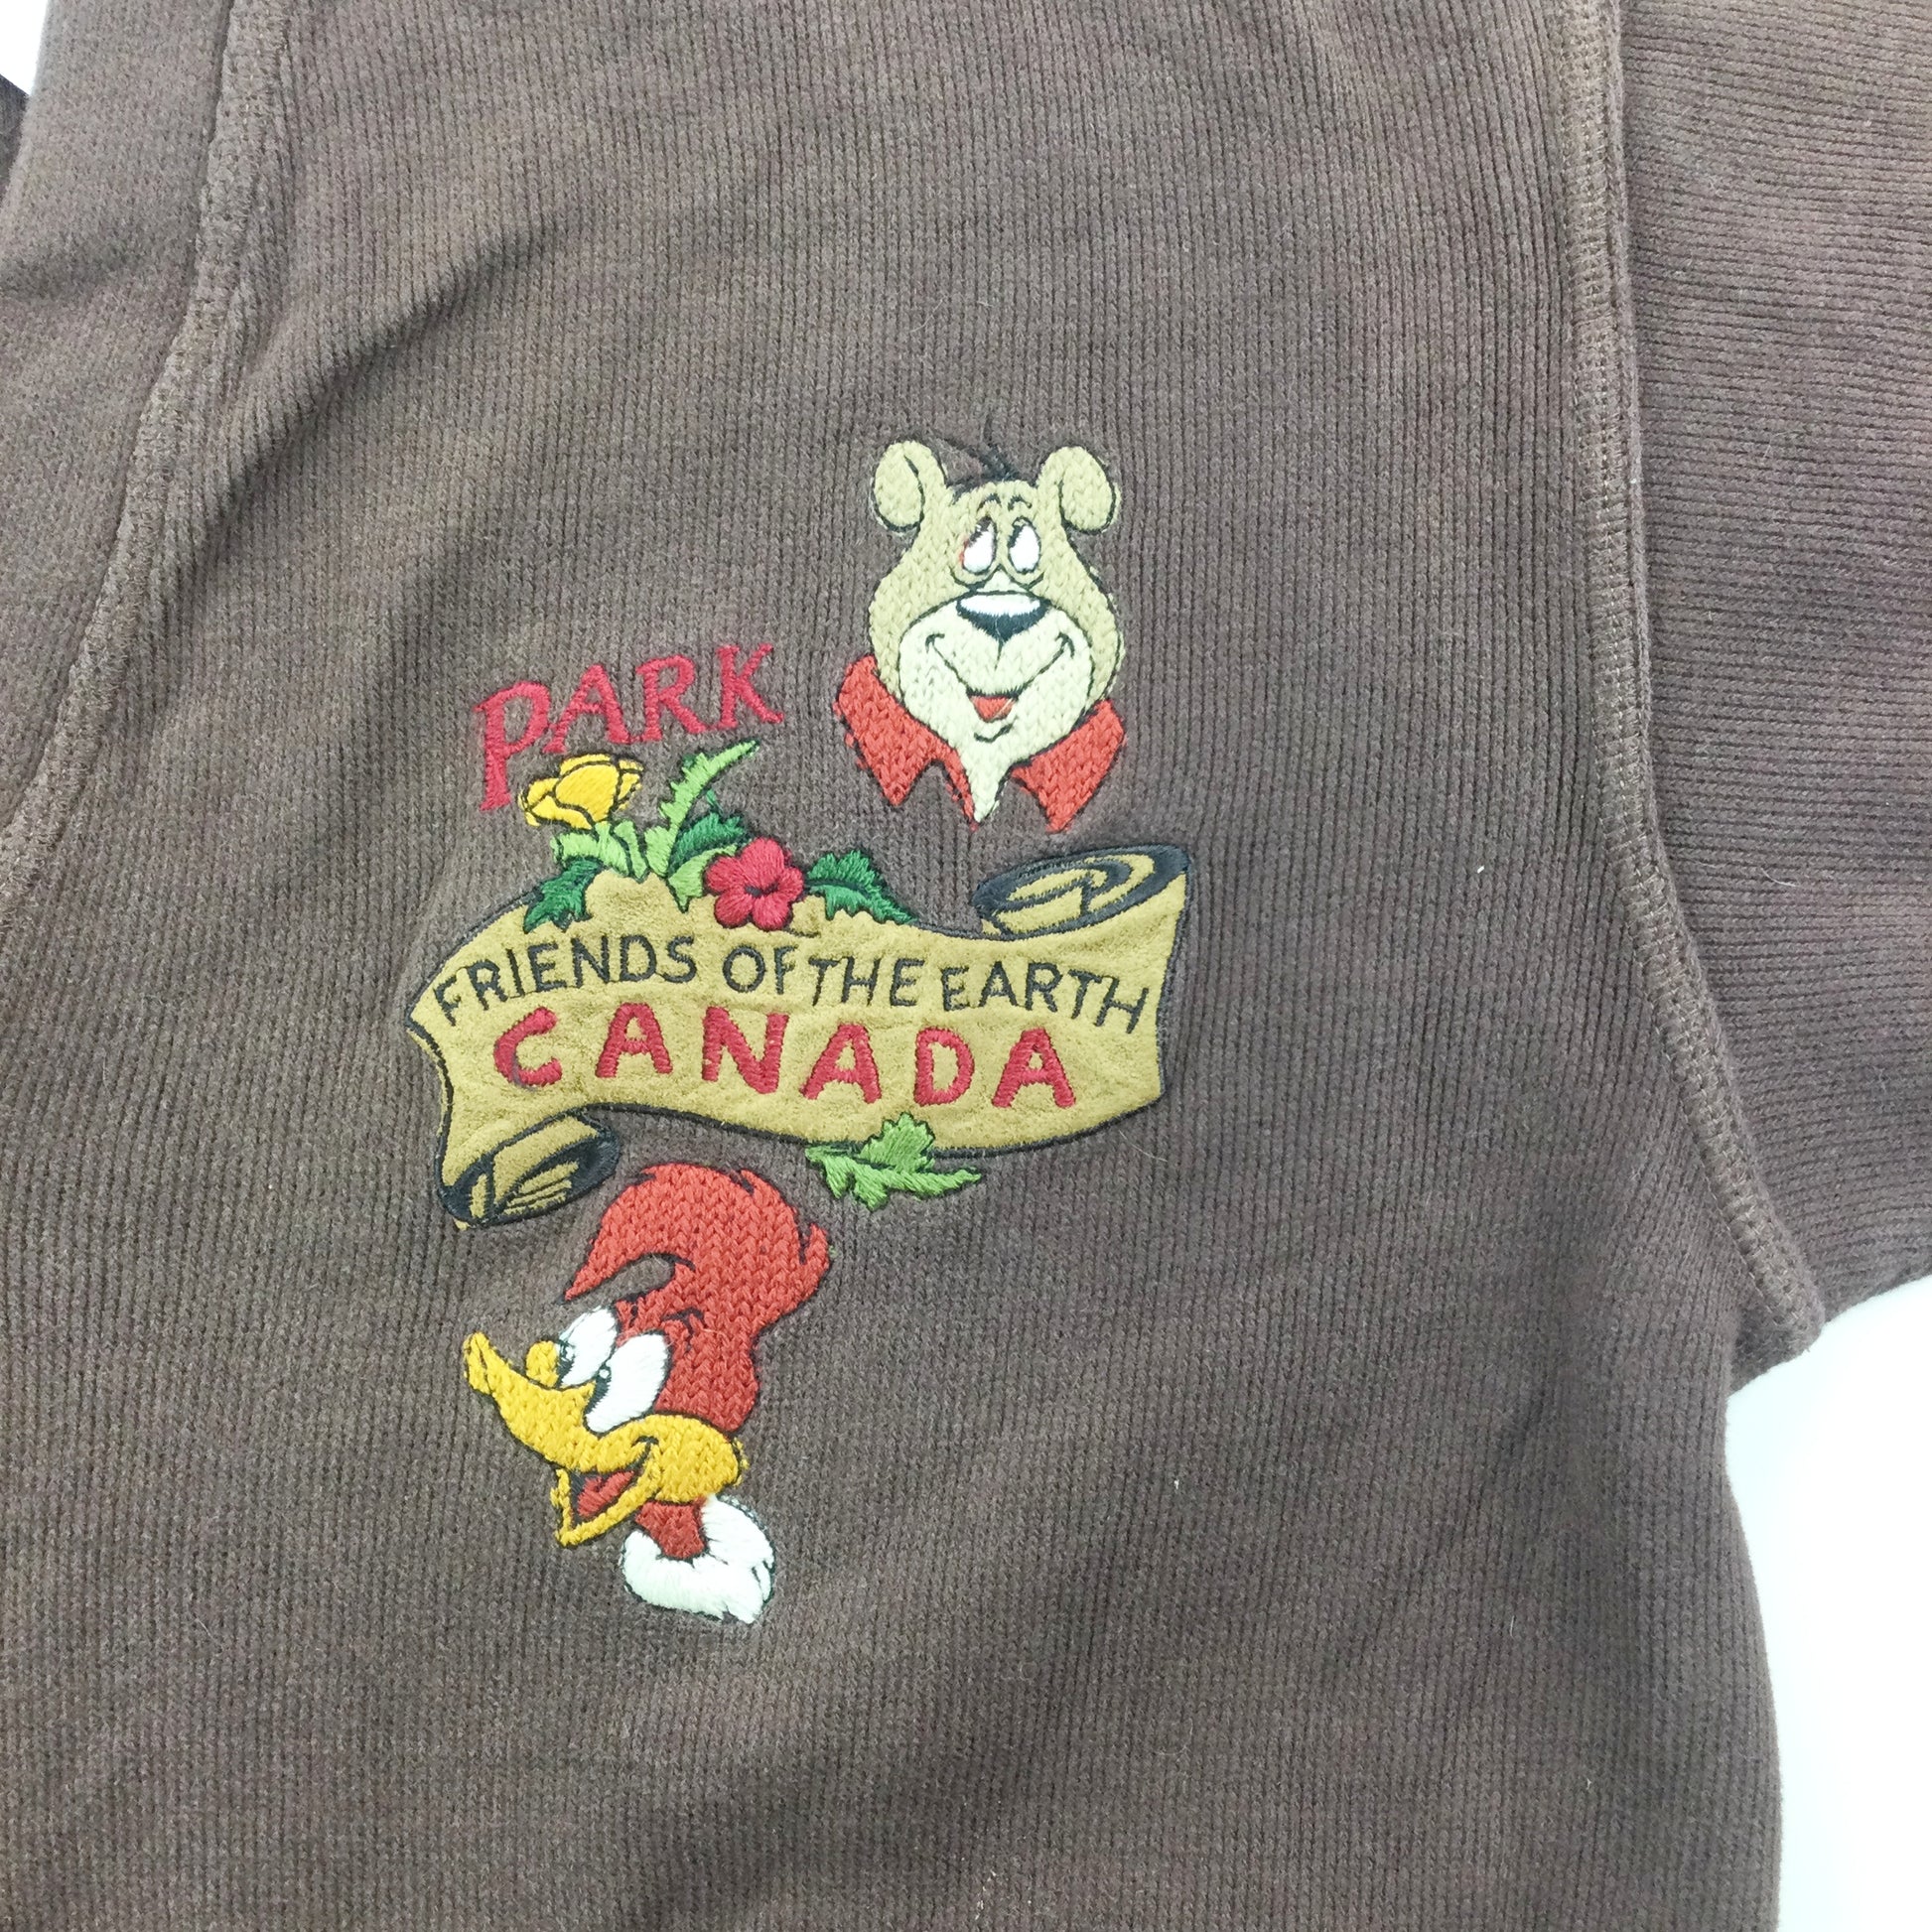 PARK
FRIENDS OF THE EARTH
CANADA